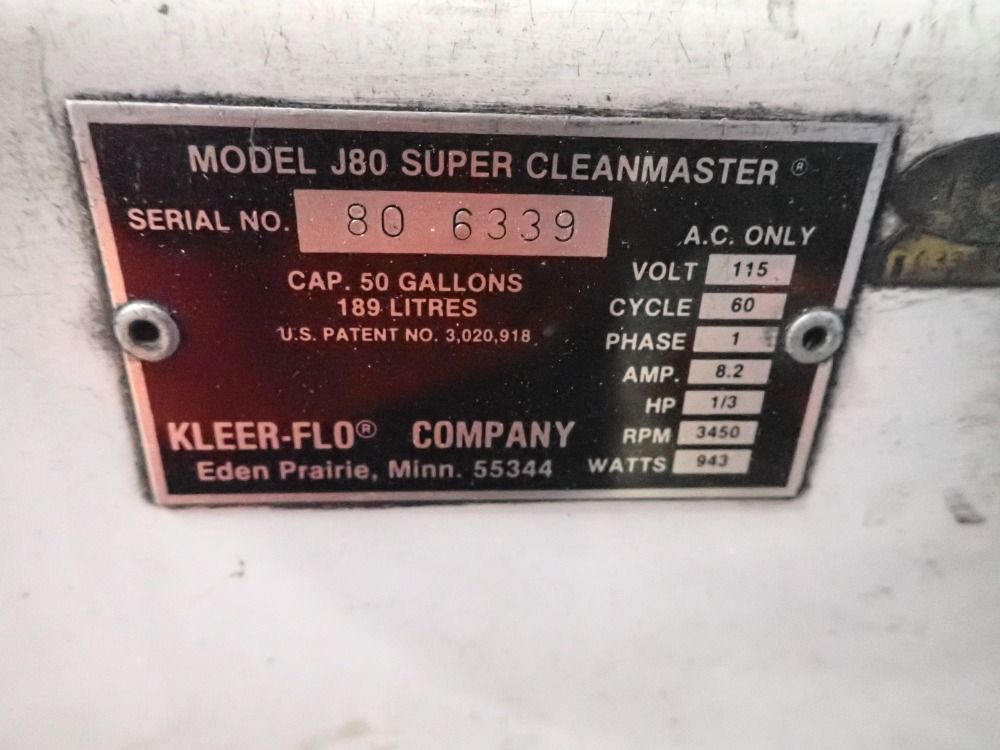 MODEL J80 SUPER CLEANMASTER ®
SERIAL NO. 80 6339
CAP. 50 GALLONS
189 LITRES
U.S. PATENT NO. 3,020,918
A.C. ONLY
VOLT 115
CYCLE 60
PHASE 1
AMP. 8.2
HP 1/3
RPM 3450
WATTS 943
KLEER-FLO® COMPANY
Eden Prairie, Minn. 55344